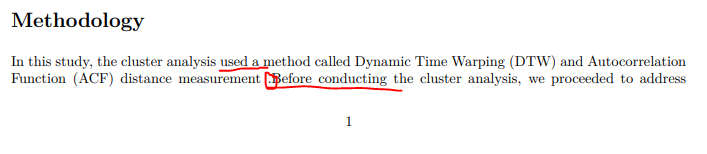 Methodology
In this study, the cluster analysis used a method called Dynamic Time Warping (DTW) and Autocorrelation
Function (ACF) distance measurement .Before conducting the cluster analysis, we proceeded to address
1